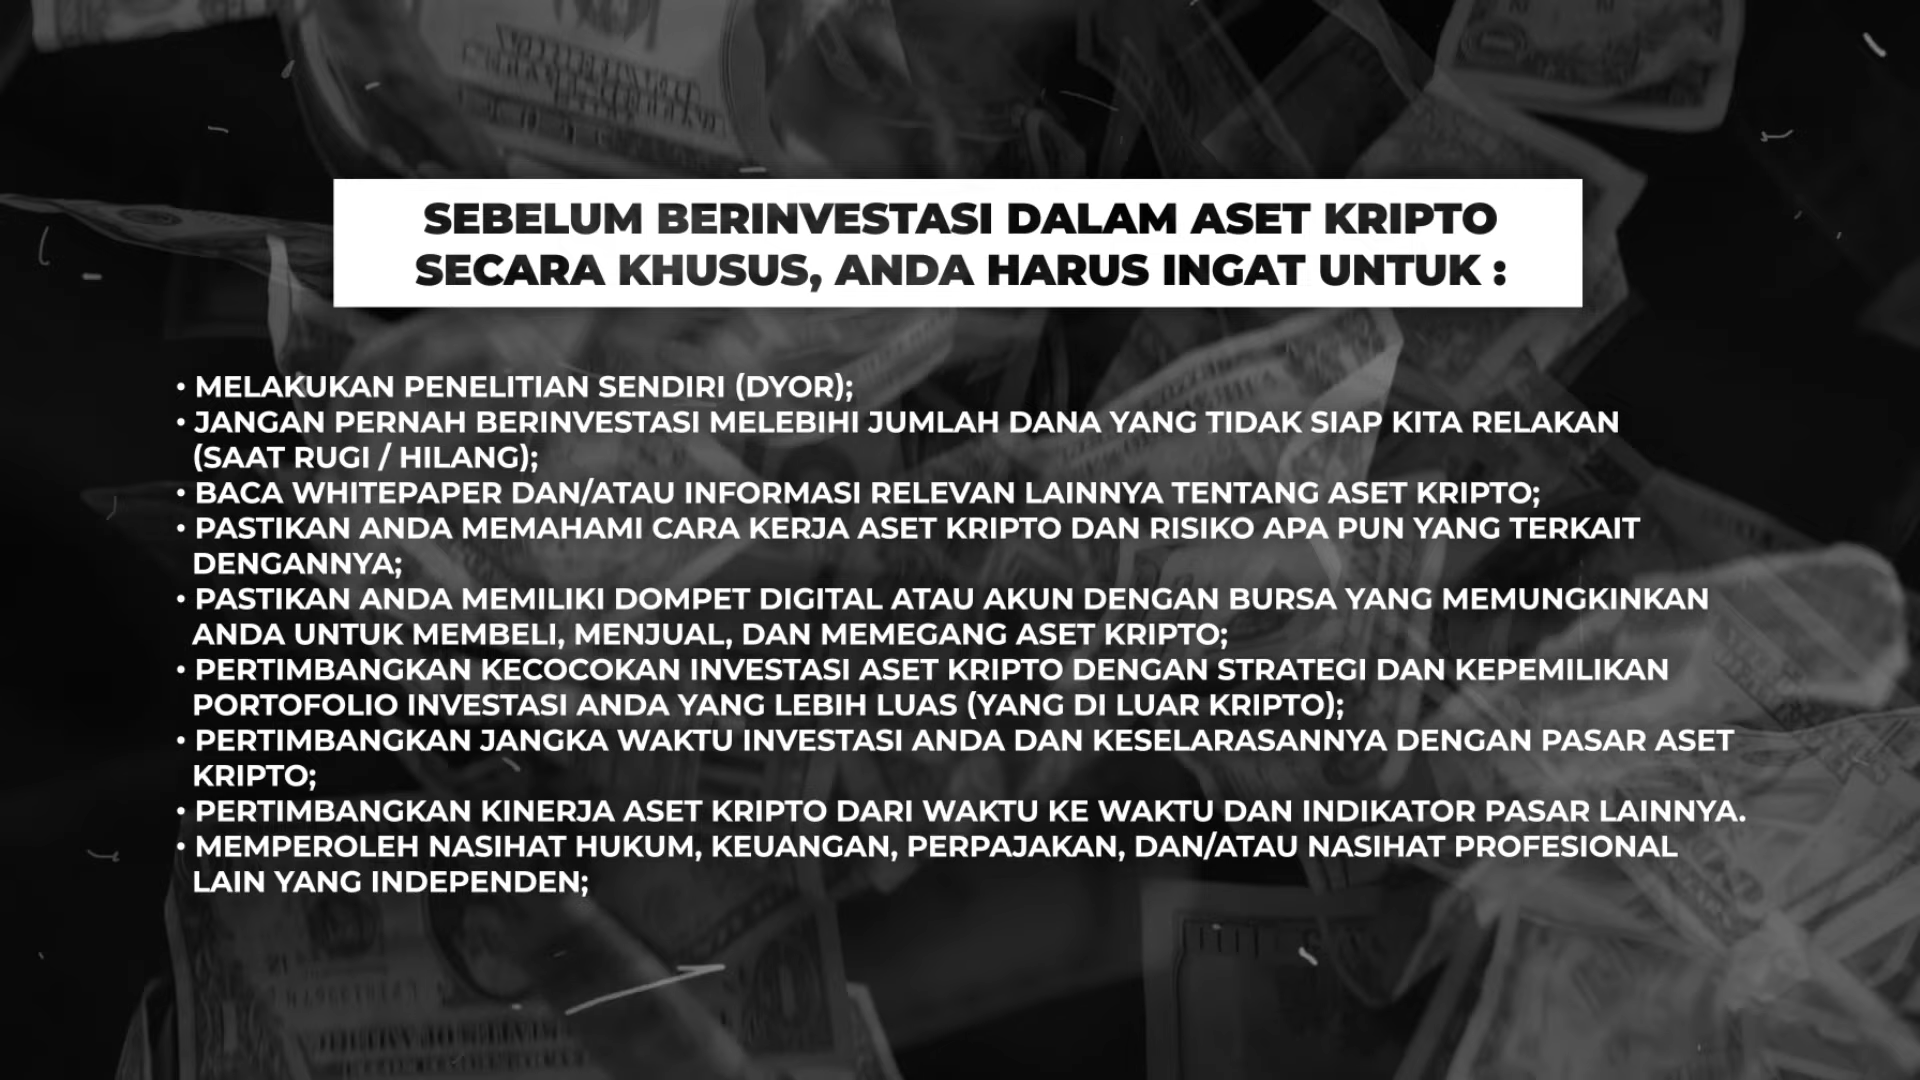 SEBELUM BERINVESTASI DALAM ASET KRIPTO
SECARA KHUSUS, ANDA HARUS INGAT UNTUK :
• MELAKUKAN PENELITIAN SENDIRI (DYOR);
• JANGAN PERNAH BERINVESTASI MELEBIHI JUMLAH DANA YANG TIDAK SIAP KITA RELAKAN
(SAAT RUGI / HILANG);
• BACA WHITEPAPER DAN/ATAU INFORMASI RELEVAN LAINNYA TENTANG ASET KRIPTO;
• PASTIKAN ANDA MEMAHAMI CARA KERJA ASET KRIPTO DAN RISIKO APA PUN YANG TERKAIT
DENGANNYA;
• PASTIKAN ANDA MEMILIKI DOMPET DIGITAL ATAU AKUN DENGAN BURSA YANG MEMUNGKINKAN
ANDA UNTUK MEMBELI, MENJUAL, DAN MEMEGANG ASET KRIPTO;
• PERTIMBANGKAN KECOCOKAN INVESTASI ASET KRIPTO DENGAN STRATEGI DAN KEPEMILIKAN
PORTOFOLIO INVESTASI ANDA YANG LEBIH LUAS (YANG DI LUAR KRIPTO);
• PERTIMBANGKAN JANGKA WAKTU INVESTASI ANDA DAN KESELARASANNYA DENGAN PASAR ASET
KRIPTO;
• PERTIMBANGKAN KINERJA ASET KRIPTO DARI WAKTU KE WAKTU DAN INDIKATOR PASAR LAINNYA.
• MEMPEROLEH NASIHAT HUKUM, KEUANGAN, PERPAJAKAN, DAN/ATAU NASIHAT PROFESIONAL
LAIN YANG INDEPENDEN;